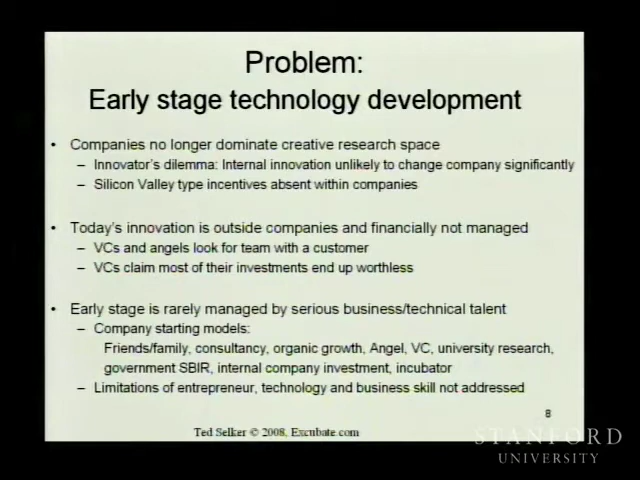 Problem:
Early stage technology development
• Companies no longer dominate creative research space
– Innovator's dilemma: Internal innovation unlikely to change company significantly
– Silicon Valley type incentives absent within companies
• Today's innovation is outside companies and financially not managed
– VCs and angels look for team with a customer
– VCs claim most of their investments end up worthless
• Early stage is rarely managed by serious business/technical talent
– Company starting models:
Friends/family, consultancy, organic growth, Angel, VC, university research,
government SBIR, internal company investment, incubator
– Limitations of entrepreneur, technology and business skill not addressed
8
Ted Selker © 2008, Excubate.com
STANFORD
UNIVERSITY